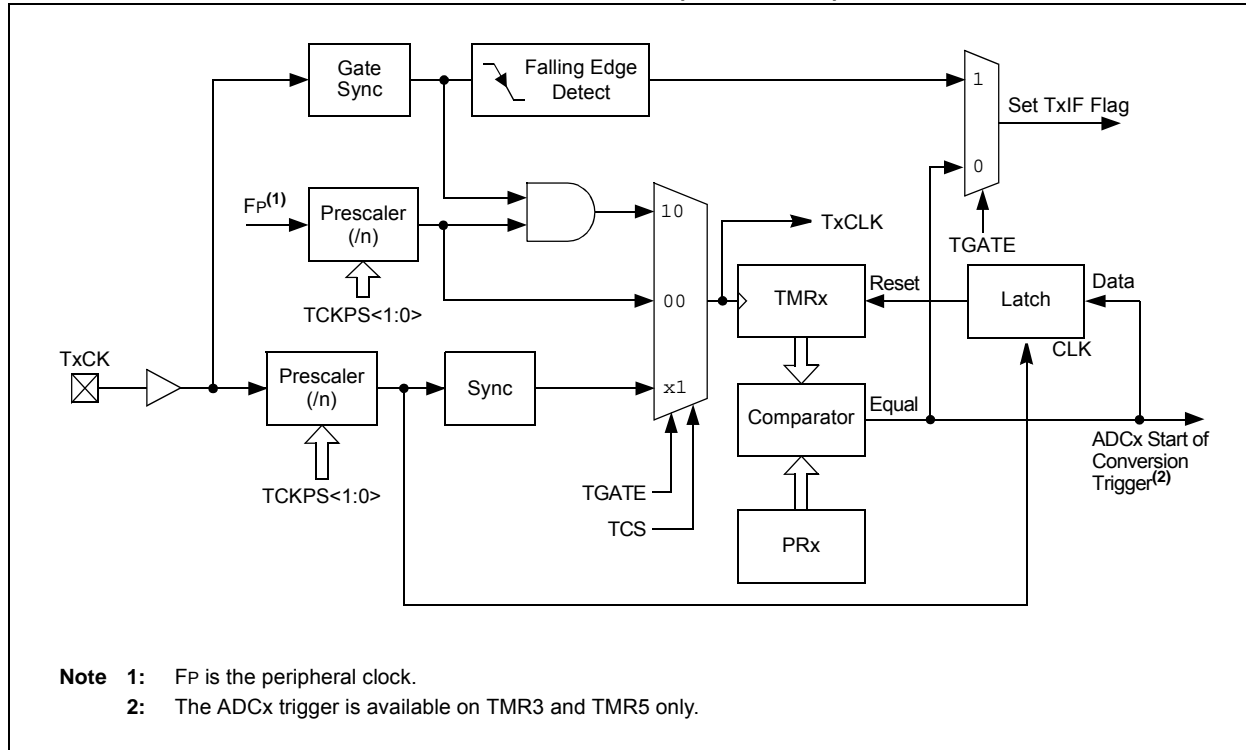 Gate
Sync
Falling Edge
Detect
1
Set TxIF Flag
0
FP(1)
Prescaler
(/n)
10
TxCLK
TGATE
TCKPS<1:0>
00
TMRx
Reset
Latch
Data
CLK
TxCK
Prescaler
(/n)
Sync
x1
Comparator
Equal
ADCx Start of
Conversion
Trigger(2)
TCKPS<1:0>
TGATE
TCS
PRx
Note 1: FP is the peripheral clock.
2: The ADCx trigger is available on TMR3 and TMR5 only.